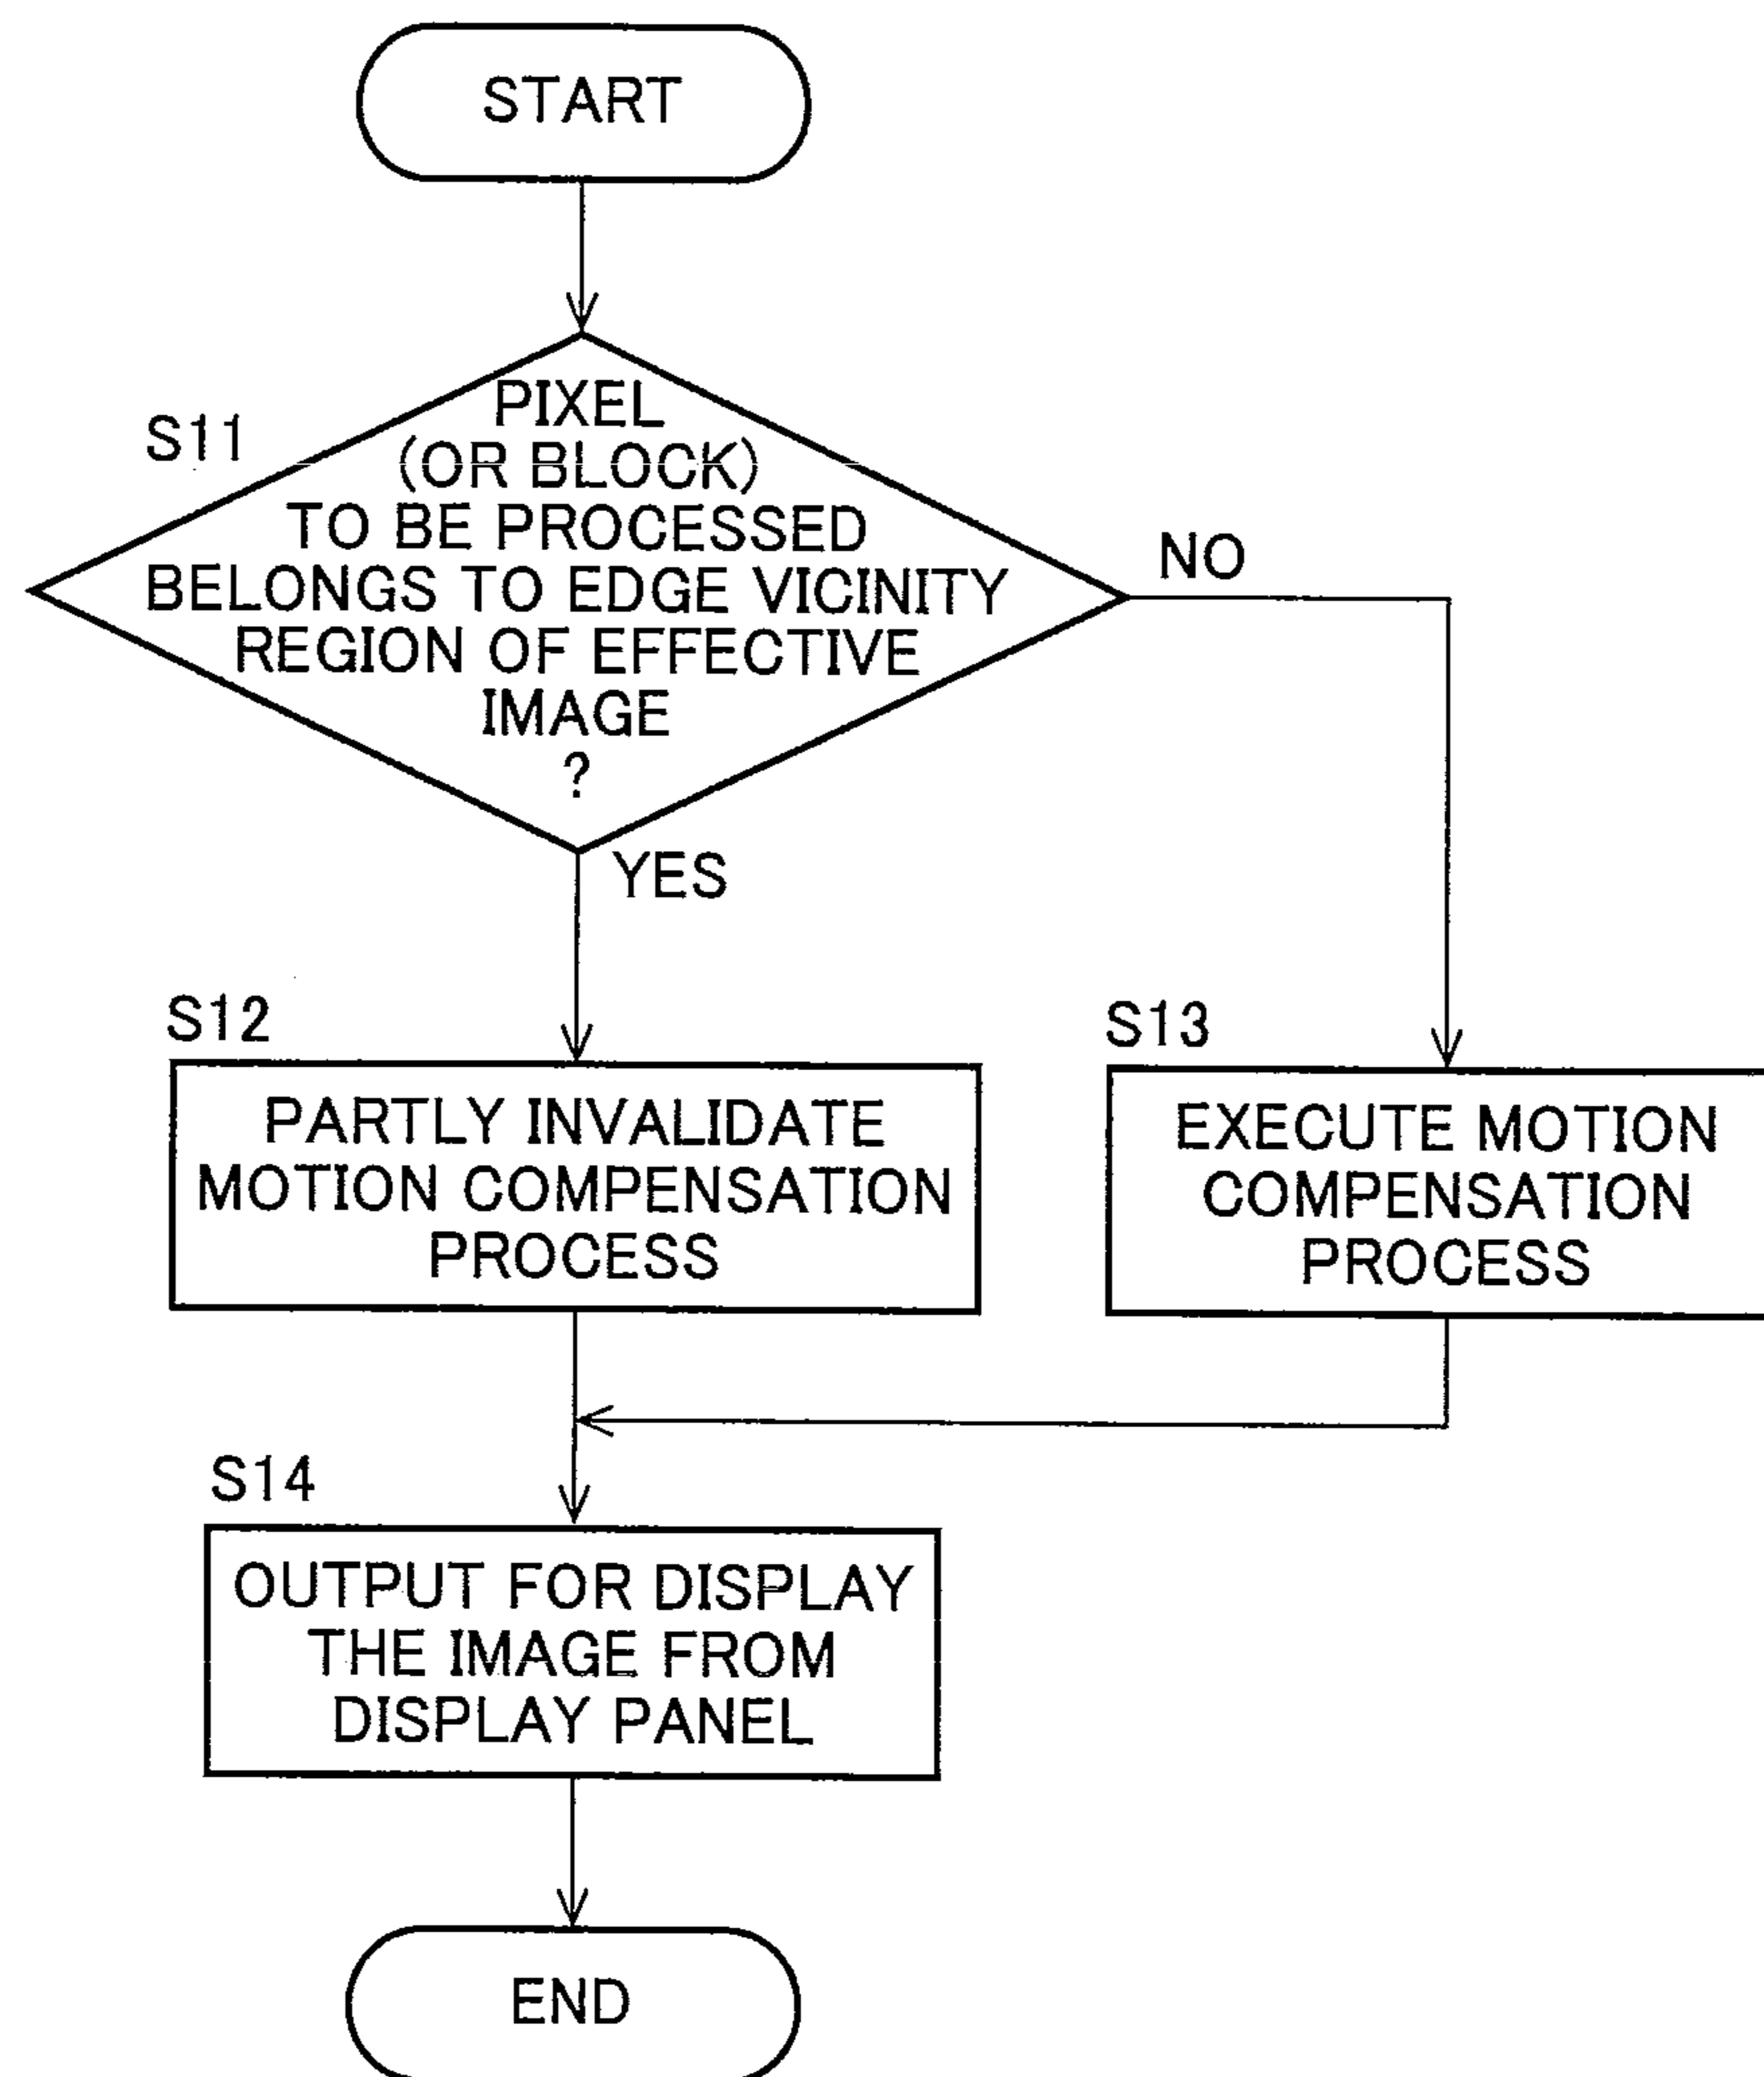 START
S11
PIXEL
(OR BLOCK)
TO BE PROCESSED
BELONGS TO EDGE VICINITY
REGION OF EFFECTIVE
IMAGE
?
NO
YES
S12
PARTLY INVALIDATE
MOTION COMPENSATION
PROCESS
S13
EXECUTE MOTION
COMPENSATION
PROCESS
S14
OUTPUT FOR DISPLAY
THE IMAGE FROM
DISPLAY PANEL
END